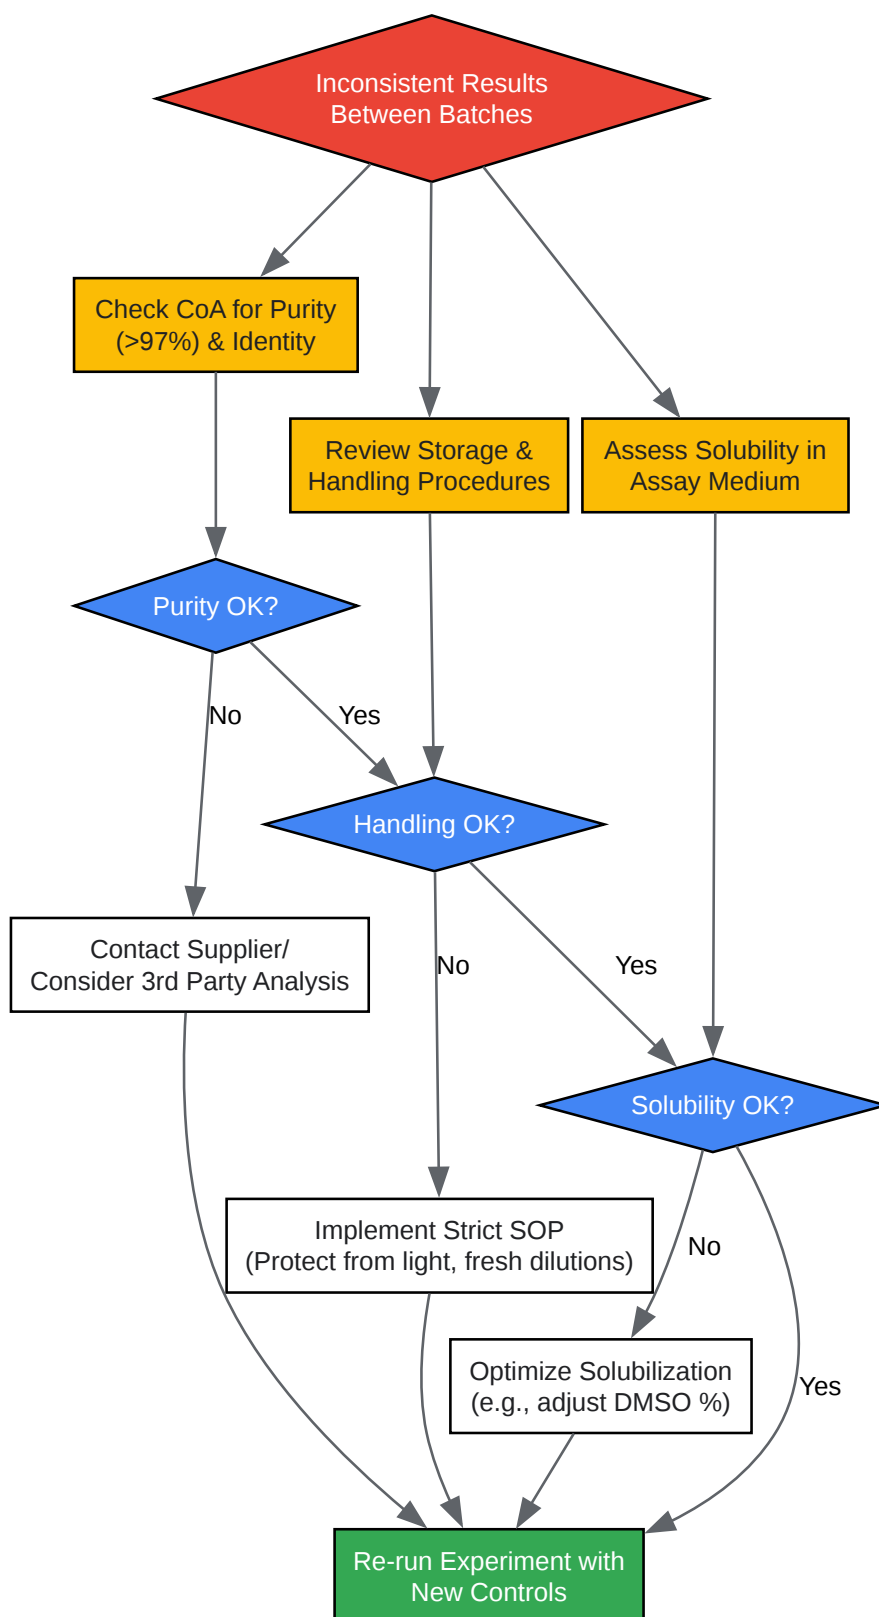 Inconsistent Results
Between Batches
Check CoA for Purity
(>97%) & Identity
Review Storage &
Handling Procedures
Assess Solubility in
Assay Medium
Purity OK?
No
Yes
Handling OK?
Contact Supplier/
Consider 3rd Party Analysis
No
Yes
Solubility OK?
Implement Strict SOP
(Protect from light, fresh dilutions)
No
Optimize Solubilization
(e.g., adjust DMSO %)
Yes
Re-run Experiment with
New Controls